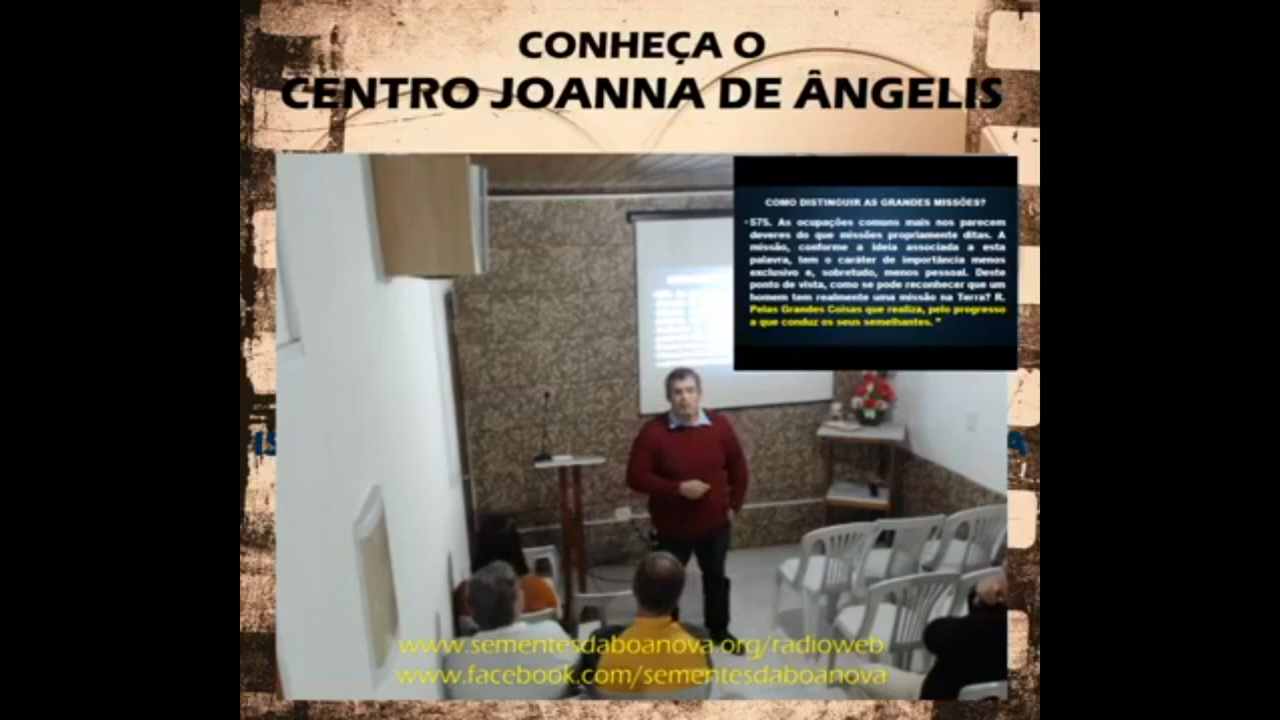 CONHEÇA O
CENTRO JOANNA DE ÂNGELIS
COMO DISTINGUIR AS GRANDES MISSÕES?
• 575. As ocupações comuns mais nos parecem
deveres do que missões propriamente ditas. A
missão, conforme a ideia associada a esta
palavra, tem o caráter de importância menos
exclusivo e, sobretudo, menos pessoal. Deste
ponto de vista, como se pode reconhecer que um
homem tem realmente uma missão na Terra? R.
Pelas Grandes Coisas que realiza, pelo progresso
a que conduz os seus semelhantes. "
IS
A
www.sementesdaboanova.org/radioweb
www.facebook.com/sementesdaboanova